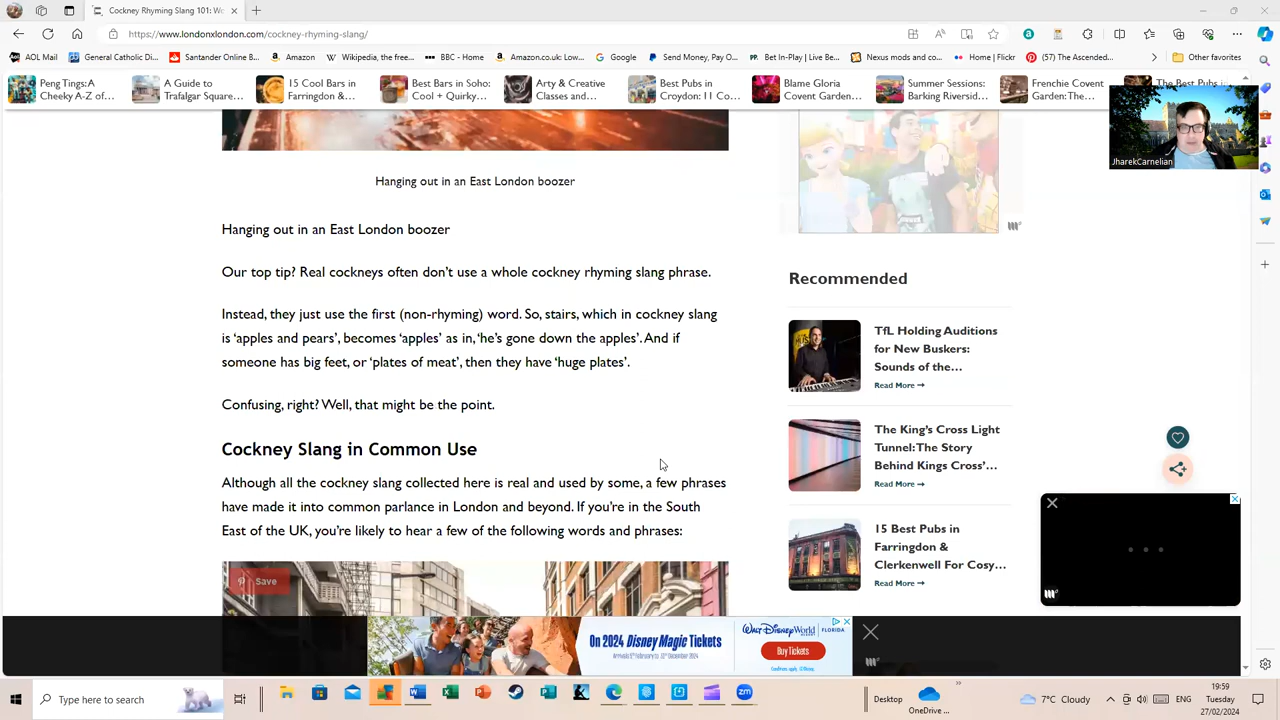 Cockney Rhyming Slang 101: Wo
https://www.londonxlondon.com/cockney-rhyming-slang/
AOL Mail
General Catholic Di...
Santander Online B...
Amazon
Wikipedia, the free...
BBC - Home
Amazon.co.uk: Low...
Google
Send Money, Pay O...
Bet In-Play | Live Be...
Nexus mods and co...
Home | Flickr
(57) The Ascended...
Other favorites
Peng Tings: A
Cheeky A-Z of...
A Guide to
Trafalgar Square...
15 Cool Bars in
Farringdon &...
Best Bars in Soho:
Cool + Quirky...
Arty & Creative
Classes and...
Best Pubs in
Croydon: 11 Co...
Blame Gloria
Covent Garden...
Summer Sessions:
Barking Riversid...
Frenchie Covent
Garden: The...
The Best Pubs in
JharekCarnelian
Hanging out in an East London boozer
Hanging out in an East London boozer
Our top tip? Real cockneys often don’t use a whole cockney rhyming slang phrase.
Instead, they just use the first (non-rhyming) word. So, stairs, which in cockney slang
is ‘apples and pears’, becomes ‘apples’ as in, ‘he’s gone down the apples’. And if
someone has big feet, or ‘plates of meat’, then they have ‘huge plates’.
Confusing, right? Well, that might be the point.
Cockney Slang in Common Use
Although all the cockney slang collected here is real and used by some, a few phrases
have made it into common parlance in London and beyond. If you’re in the South
East of the UK, you’re likely to hear a few of the following words and phrases:
Save
Recommended
TfL Holding Auditions
for New Buskers:
Sounds of the...
Read More →
The King’s Cross Light
Tunnel: The Story
Behind Kings Cross’...
Read More →
15 Best Pubs in
Farringdon &
Clerkenwell For Cosy...
Read More →
On 2024 Disney Magic Tickets
Walt Disney World
FLORIDA
Buy Tickets
Type here to search
Desktop
OneDrive ...
7°C Cloudy
ENG
19:59
Tuesday
27/02/2024